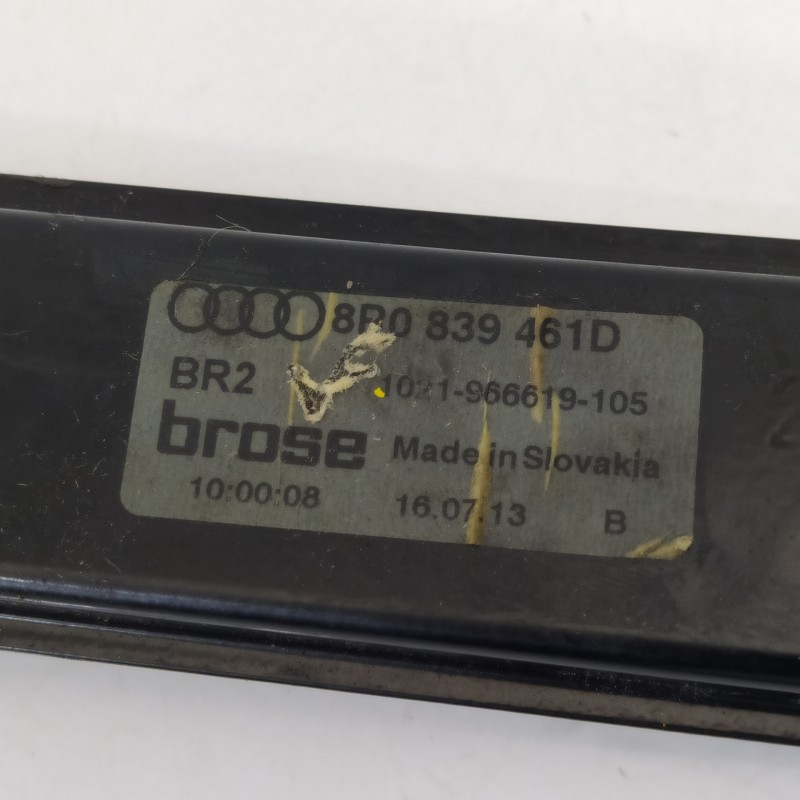 8R0 839 461D
BR2 1021-966619-105
brose Made in Slovakia
10:00:08 16.07.13 B